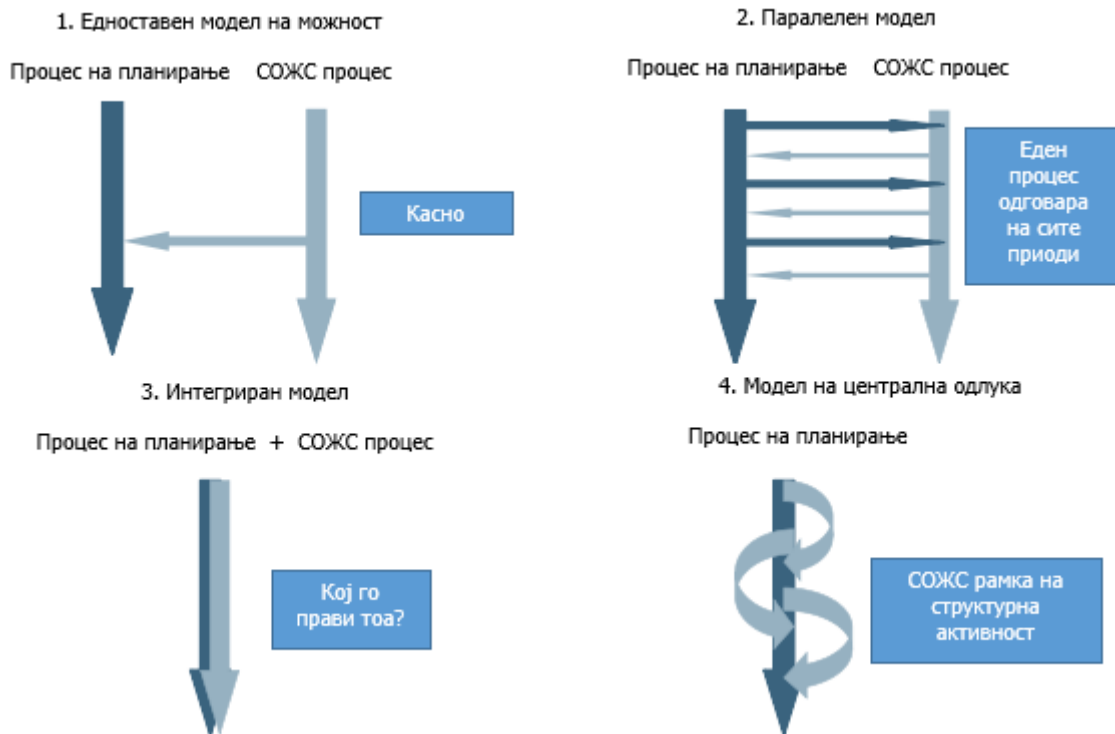 1. Едноставен модел на можност
Процес на планирање СОЖС процес
Касно
2. Паралелен модел
Процес на планирање СОЖС процес
Еден
процес
одговара
на сите
приоди
3. Интегриран модел
Процес на планирање + СОЖС процес
Кој го
прави тоа?
4. Модел на централна одлука
Процес на планирање
СОЖС рамка на
структурна
активност